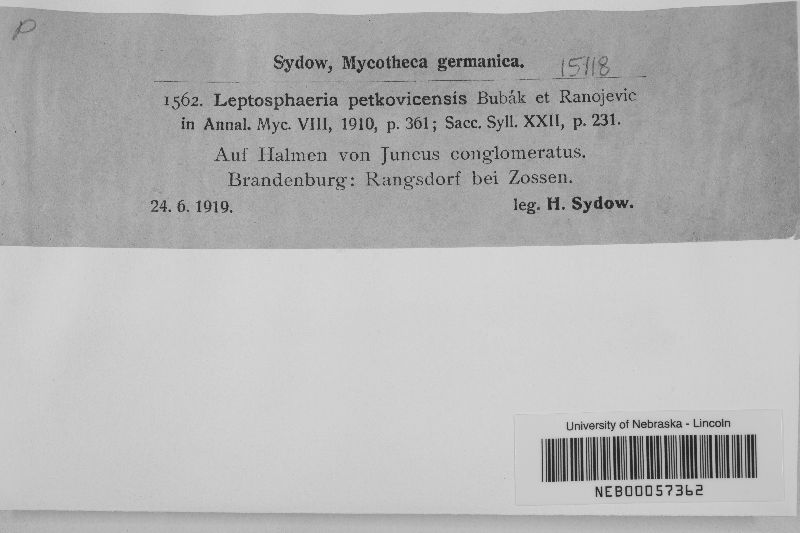 p
Sydow, Mycotheca germanica. 15118
1562. Leptosphaeria petkovicensis Bubák et Ranojevic
in Annal. Myc. VIII, 1910, p. 361; Sacc. Syll. XXII, p. 231.
Auf Halmen von Juncus conglomeratus.
Brandenburg: Rangsdorf bei Zossen.
24. 6. 1919. leg. H. Sydow.
University of Nebraska - Lincoln
NEB00057362